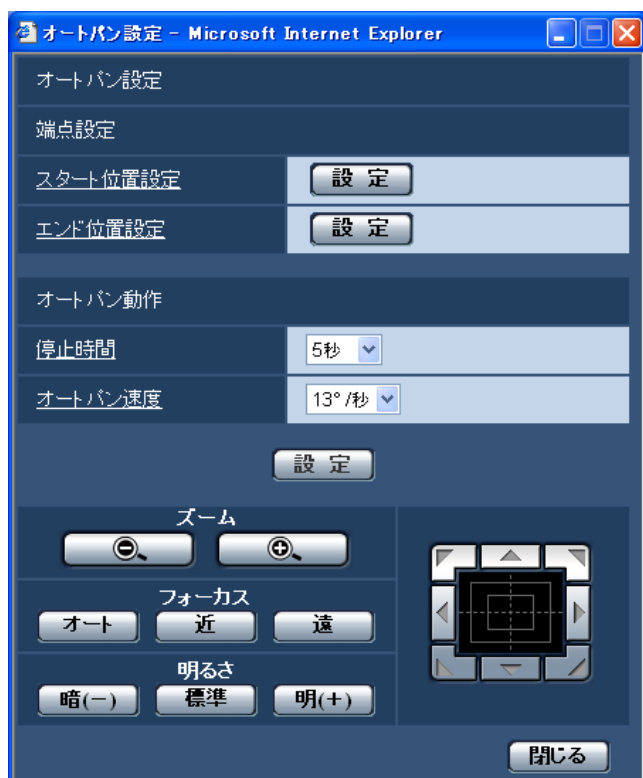 オートパン設定 - Microsoft Internet Explorer
オートパン設定
端点設定
スタート位置設定 設 定
エンド位置設定 設 定
オートパン動作
停止時間 5秒
オートパン速度 13°/秒
設 定
ズーム
フォーカス
オート 近 遠
明るさ
暗(−) 標準 明(+)
閉じる